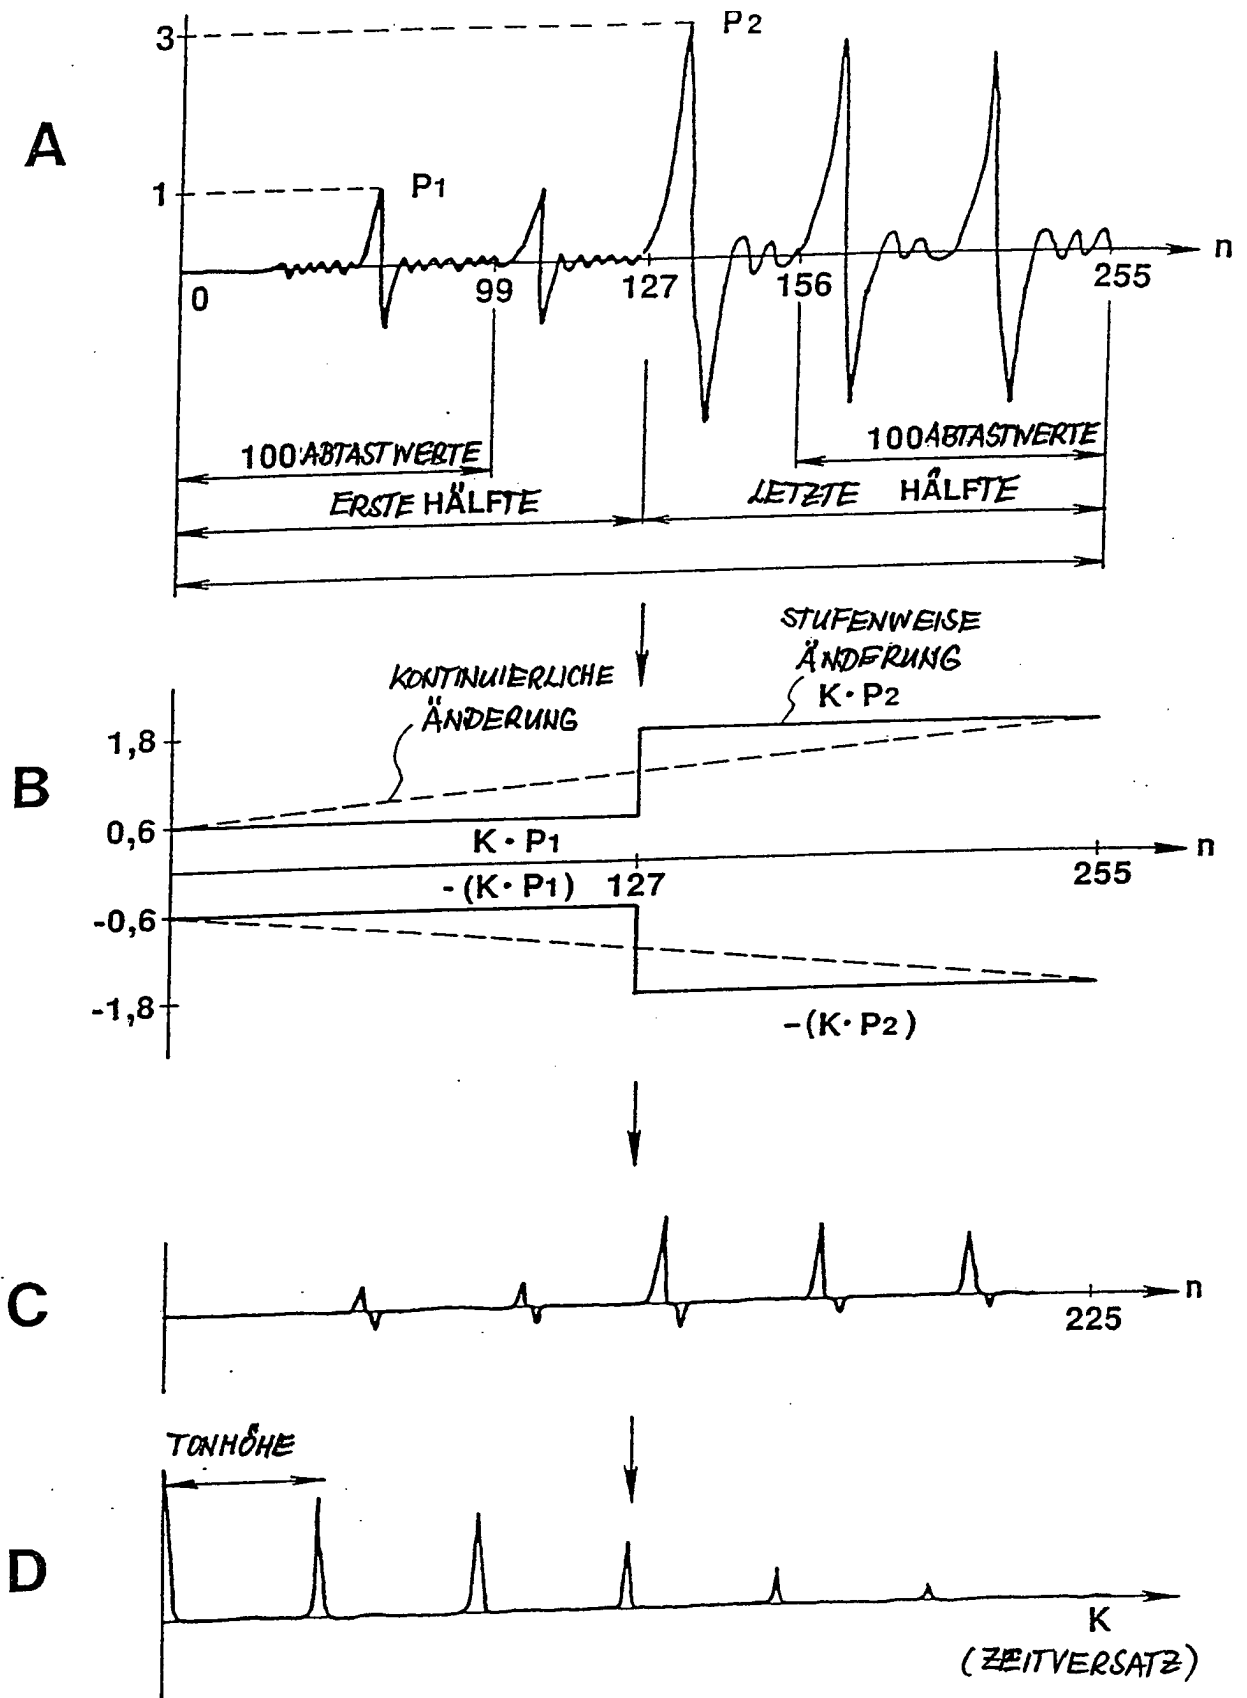 3
P2
A
1
P1
n
0
99
127
156
255
100 ABTASTWERTE
100 ABTASTWERTE
ERSTE HÄLFTE
LETZTE HÄLFTE
STUFENWEISE
ÄNDERUNG
K·P2
KONTINUIERLICHE
ÄNDERUNG
1,8
B
0,6
K·P1
n
-(K·P1)
127
255
-0,6
-1,8
-(K·P2)
C
n
225
TONHÖHE
D
K
(ZEITVERSATZ)